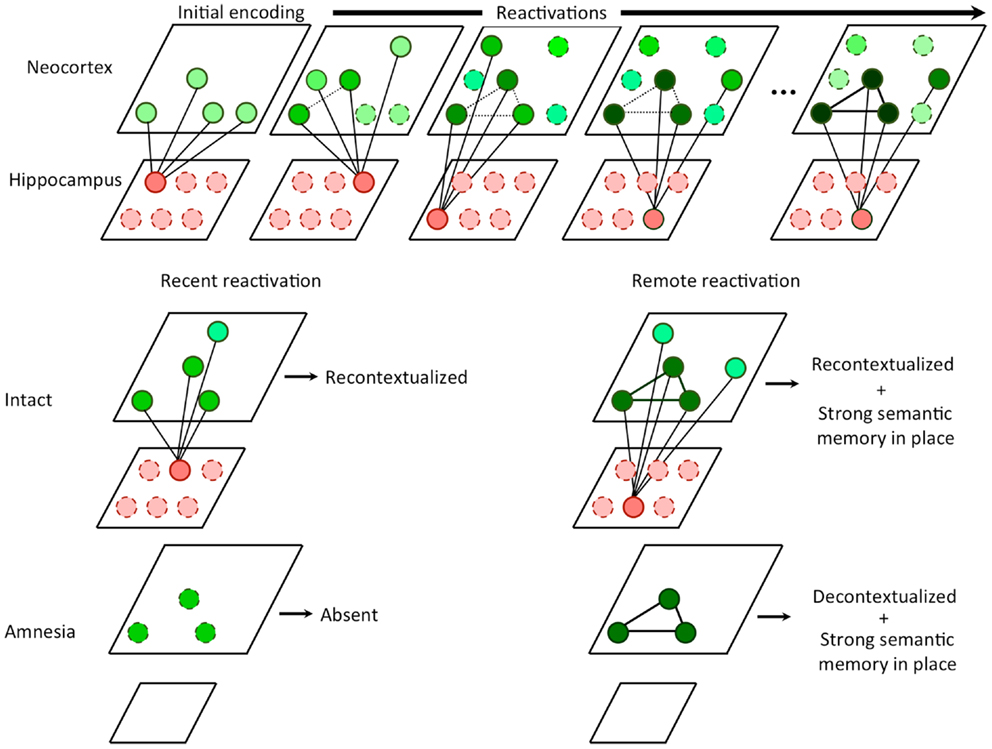 Initial encoding
Reactivations
Neocortex
...
Hippocampus
Recent reactivation
Remote reactivation
Intact
Recontextualized
Recontextualized
+
Strong semantic
memory in place
Amnesia
Absent
Decontextualized
+
Strong semantic
memory in place